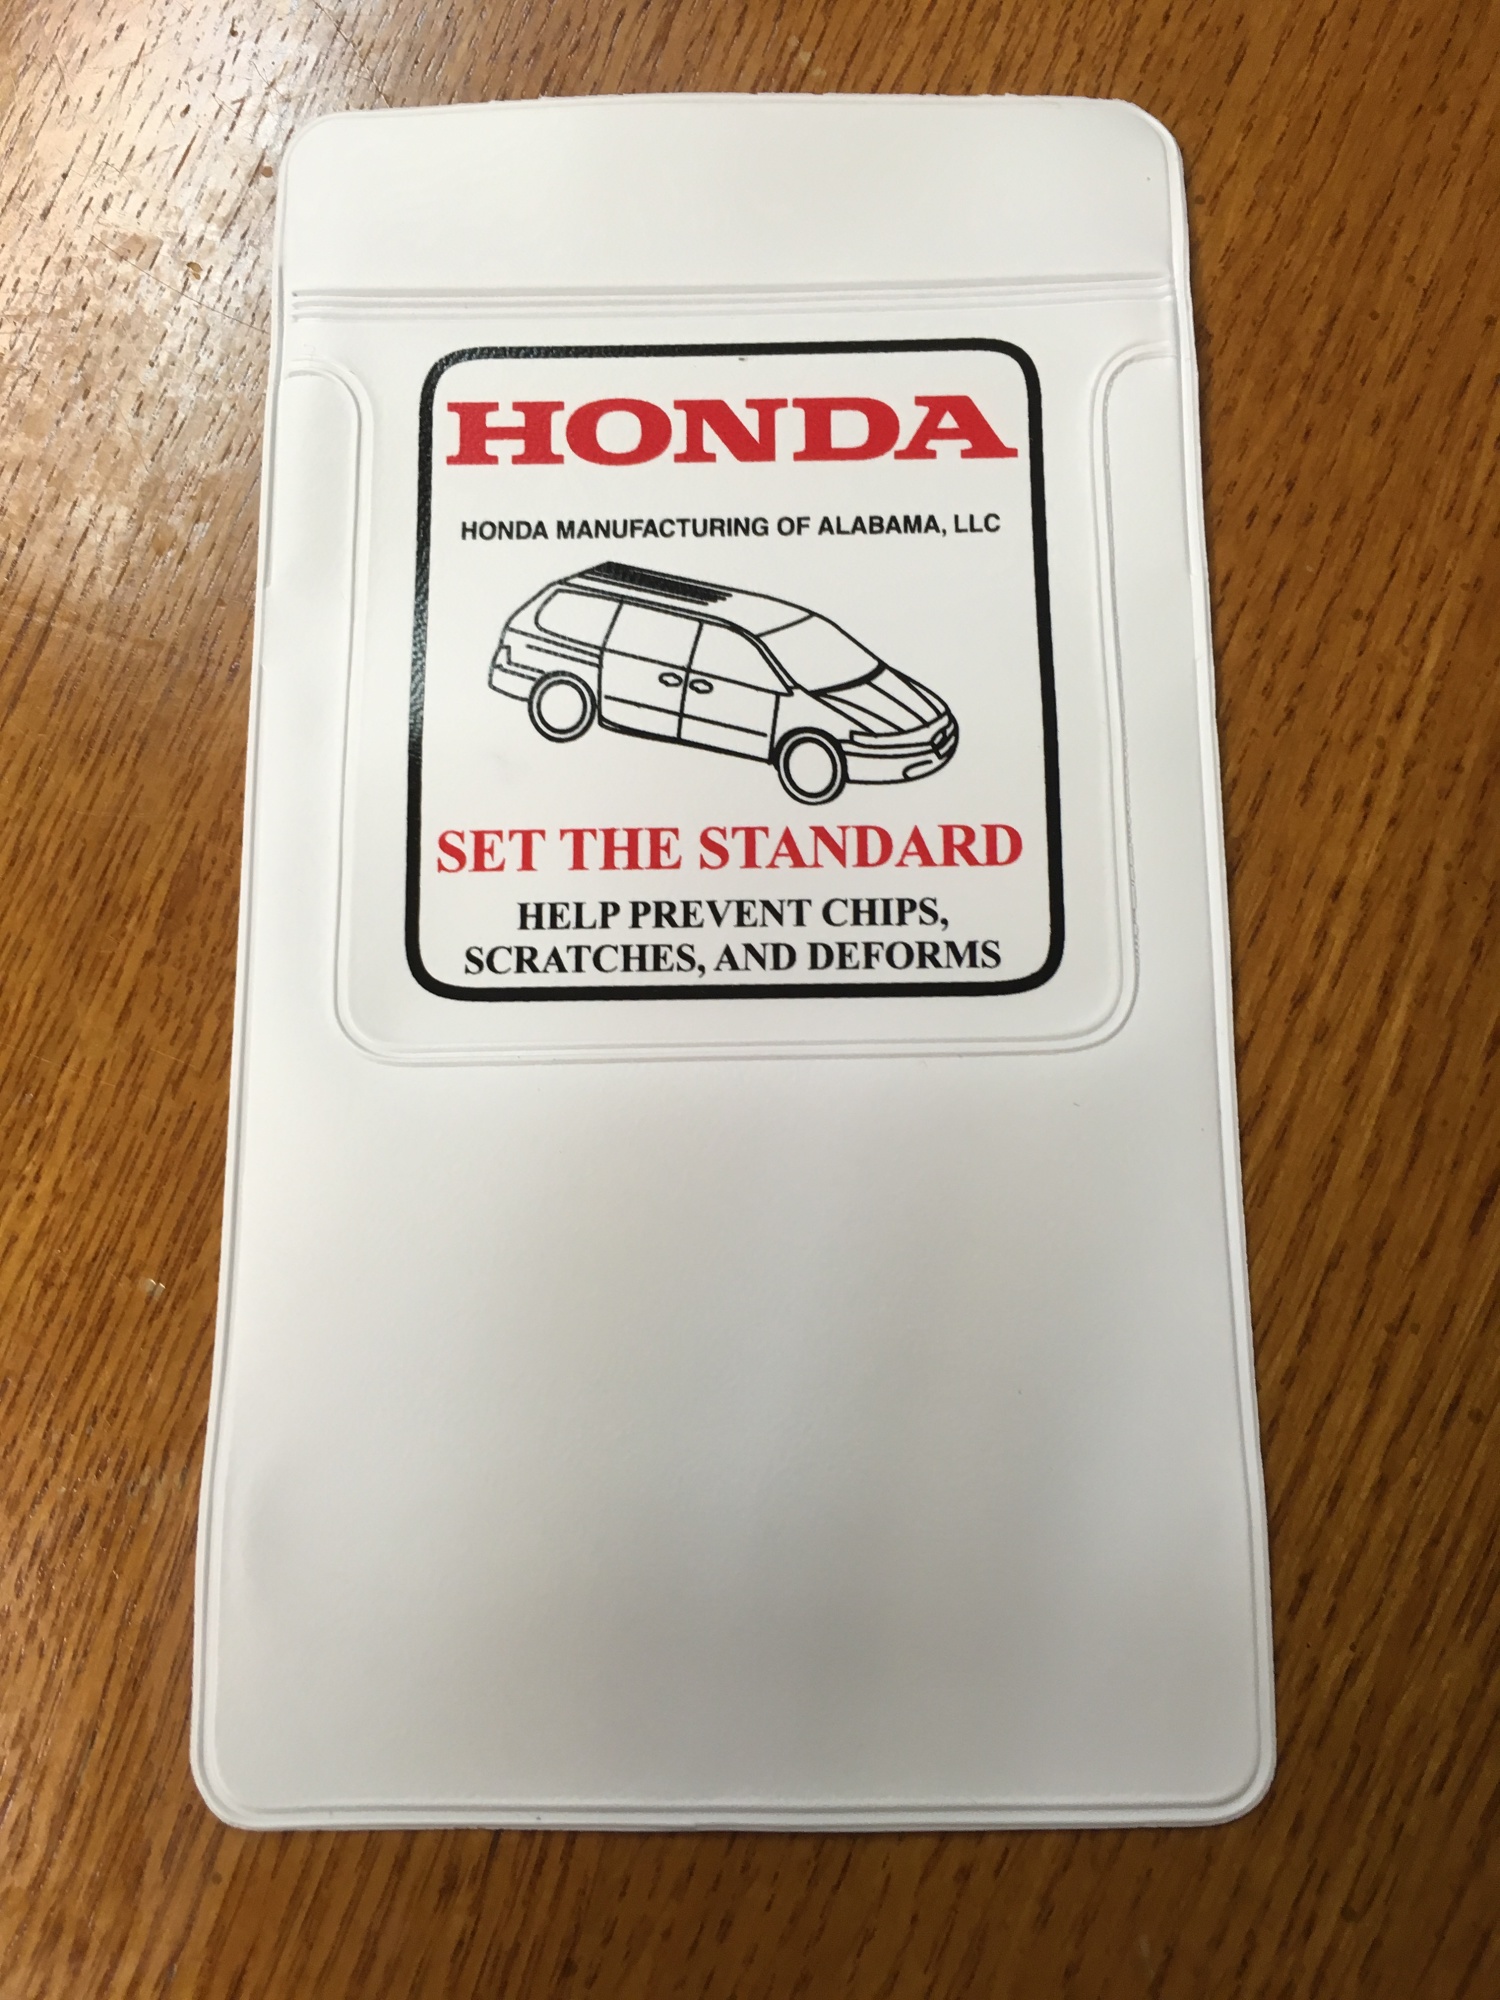 HONDA
HONDA MANUFACTURING OF ALABAMA, LLC
SET THE STANDARD
HELP PREVENT CHIPS,
SCRATCHES, AND DEFORMS